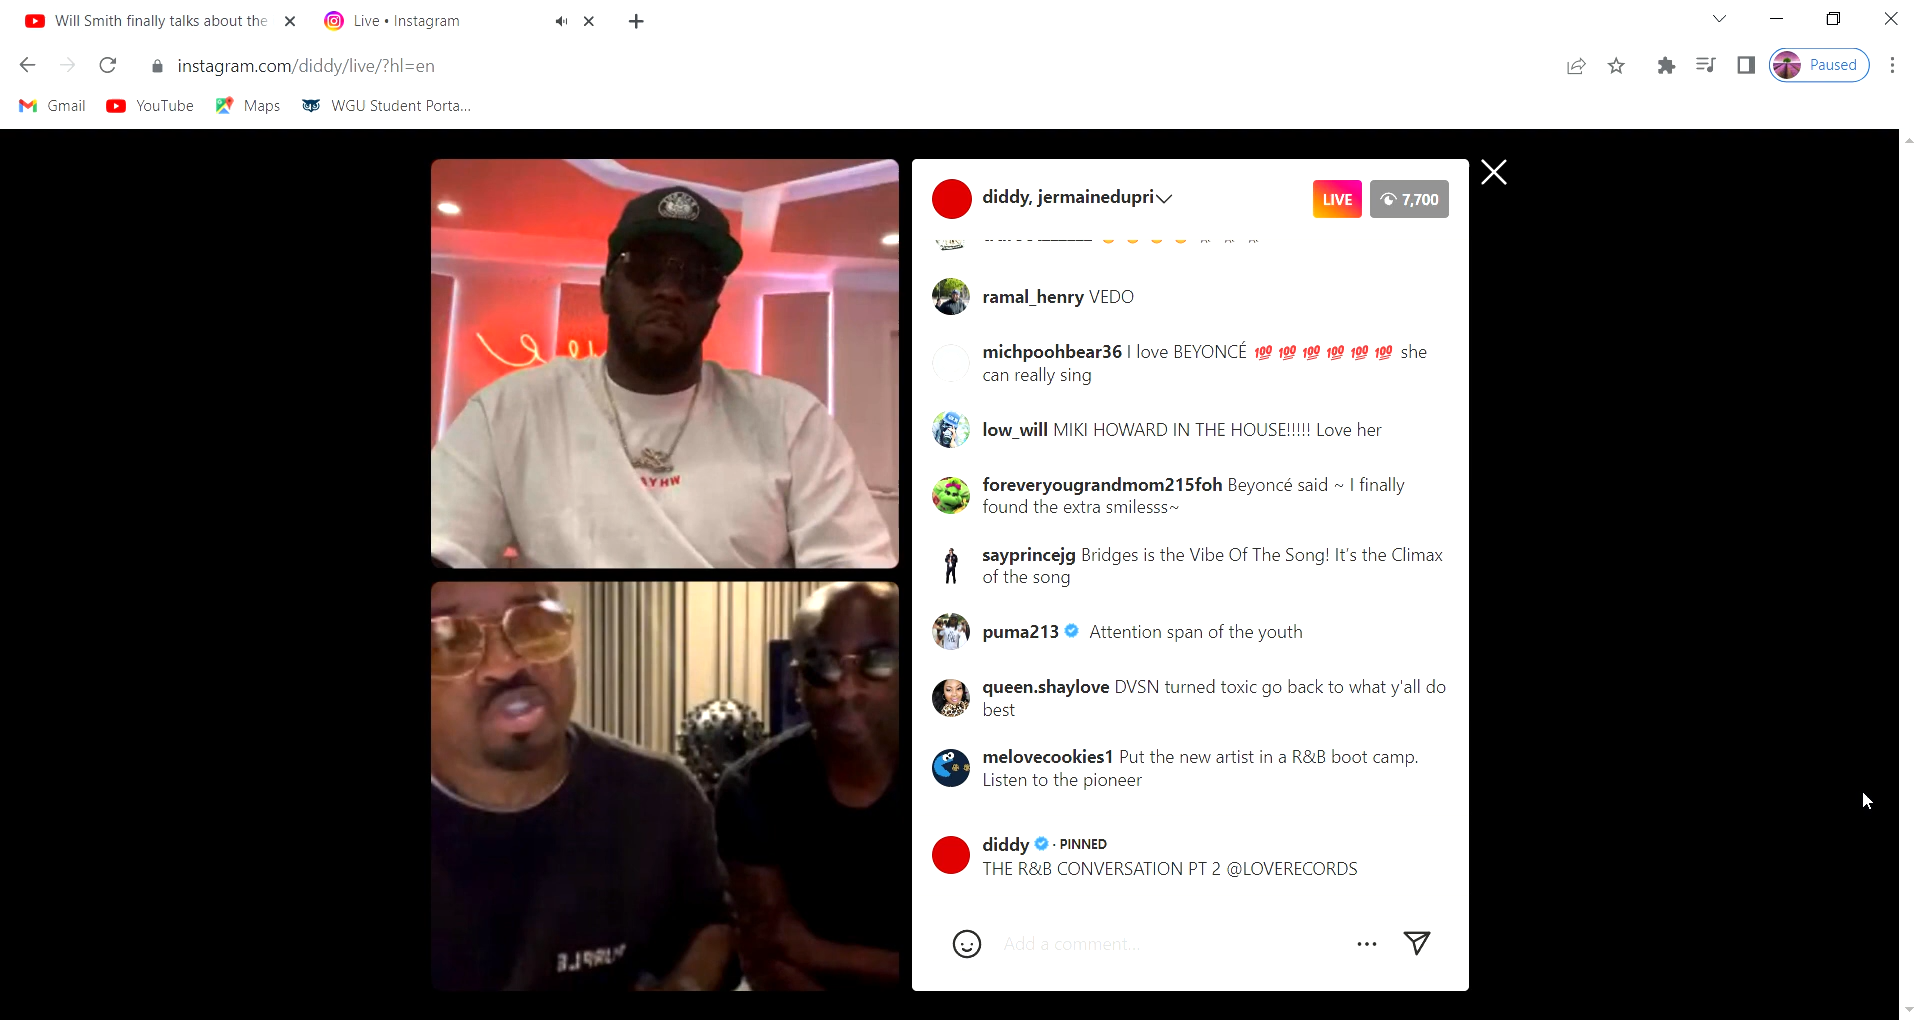 Will Smith finally talks about the
Live • Instagram
instagram.com/diddy/live/?hl=en
Paused
Gmail
YouTube
Maps
WGU Student Porta...
diddy, jermainedupri
LIVE
7,700
ramal_henry VEDO
michpoohbear36 I love BEYONCÉ 💯 💯 💯 💯 💯 💯 she
can really sing
low_will MIKI HOWARD IN THE HOUSE!!!!! Love her
foreveryougrandmom215foh Beyoncé said ~ I finally
found the extra smilesss~
sayprincejg Bridges is the Vibe Of The Song! It's the Climax
of the song
puma213 Attention span of the youth
queen.shaylove DVSN turned toxic go back to what y'all do
best
melovecookies1 Put the new artist in a R&B boot camp.
Listen to the pioneer
diddy · PINNED
THE R&B CONVERSATION PT 2 @LOVERECORDS
Add a comment...